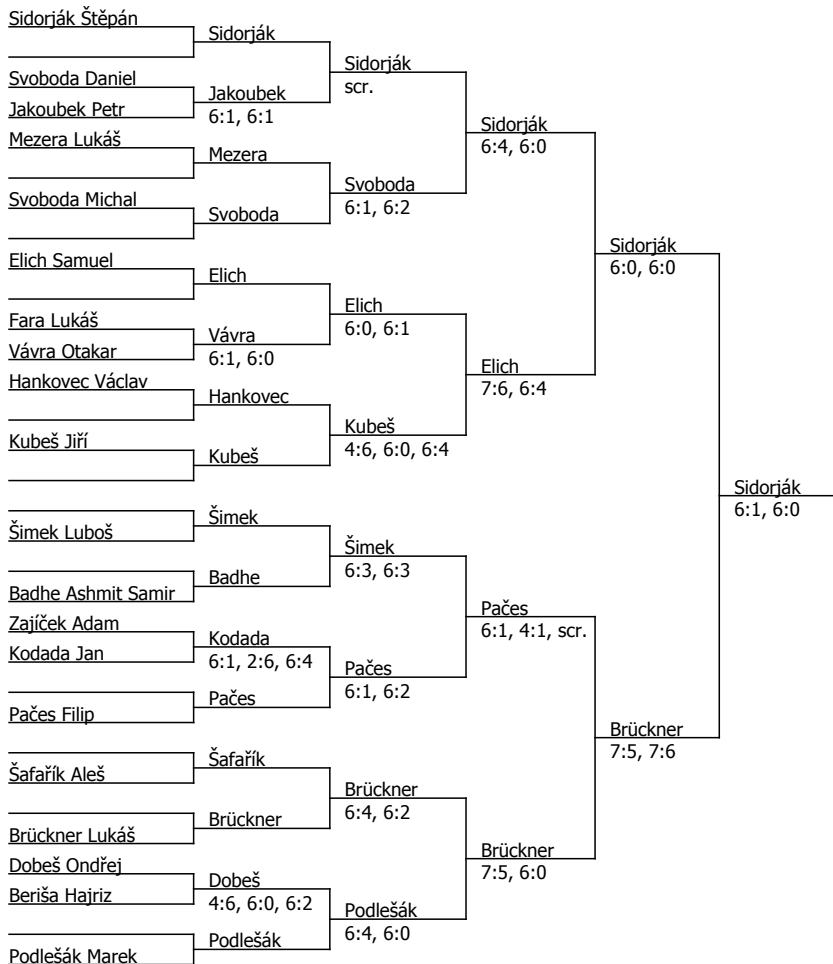 Sidorják Štěpán
Svoboda Daniel
Jakoubek Petr
Mezera Lukáš
Svoboda Michal
Elich Samuel
Fara Lukáš
Vávra Otakar
Hankovec Václav
Kubeš Jiří
Šimek Luboš
Badhe Ashmit Samir
Zajíček Adam
Kodada Jan
Pačes Filip
Šafařík Aleš
Brückner Lukáš
Dobeš Ondřej
Beriša Hajriz
Podlešák Marek
Sidorják
Jakoubek
6:1, 6:1
Mezera
Svoboda
Elich
Vávra
6:1, 6:0
Hankovec
Kubeš
Šimek
Badhe
Kodada
6:1, 2:6, 6:4
Pačes
Šafařík
Brückner
Dobeš
4:6, 6:0, 6:2
Podlešák
Sidorják
scr.
Svoboda
6:1, 6:2
Elich
6:0, 6:1
Kubeš
4:6, 6:0, 6:4
Šimek
6:3, 6:3
Pačes
6:1, 6:2
Brückner
6:4, 6:2
Podlešák
6:4, 6:0
Sidorják
6:4, 6:0
Elich
7:6, 6:4
Pačes
6:1, 4:1, scr.
Brückner
7:5, 6:0
Sidorják
6:0, 6:0
Brückner
7:5, 7:6
Sidorják
6:1, 6:0